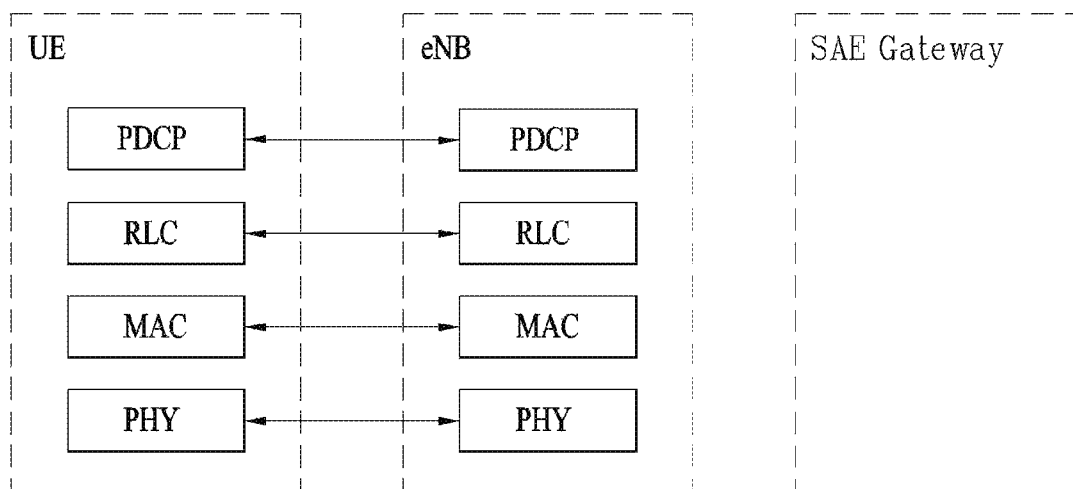 UE
eNB
SAE Gateway
PDCP
PDCP
RLC
RLC
MAC
MAC
PHY
PHY